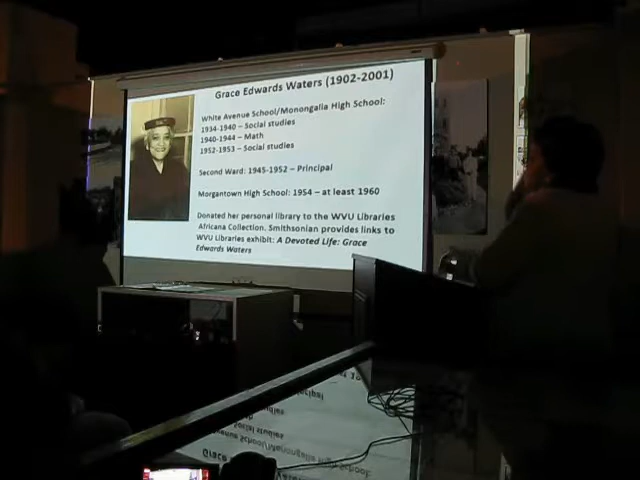 Grace Edwards Waters (1902-2001)
White Avenue School/Monongalia High School:
1934-1940 – Social studies
1940-1944 – Math
1952-1953 – Social studies
Second Ward: 1945-1952 – Principal
Morgantown High School: 1954 – at least 1960
Donated her personal library to the WVU Libraries
Africana Collection. Smithsonian provides links to
WVU Libraries exhibit: A Devoted Life: Grace
Edwards Waters